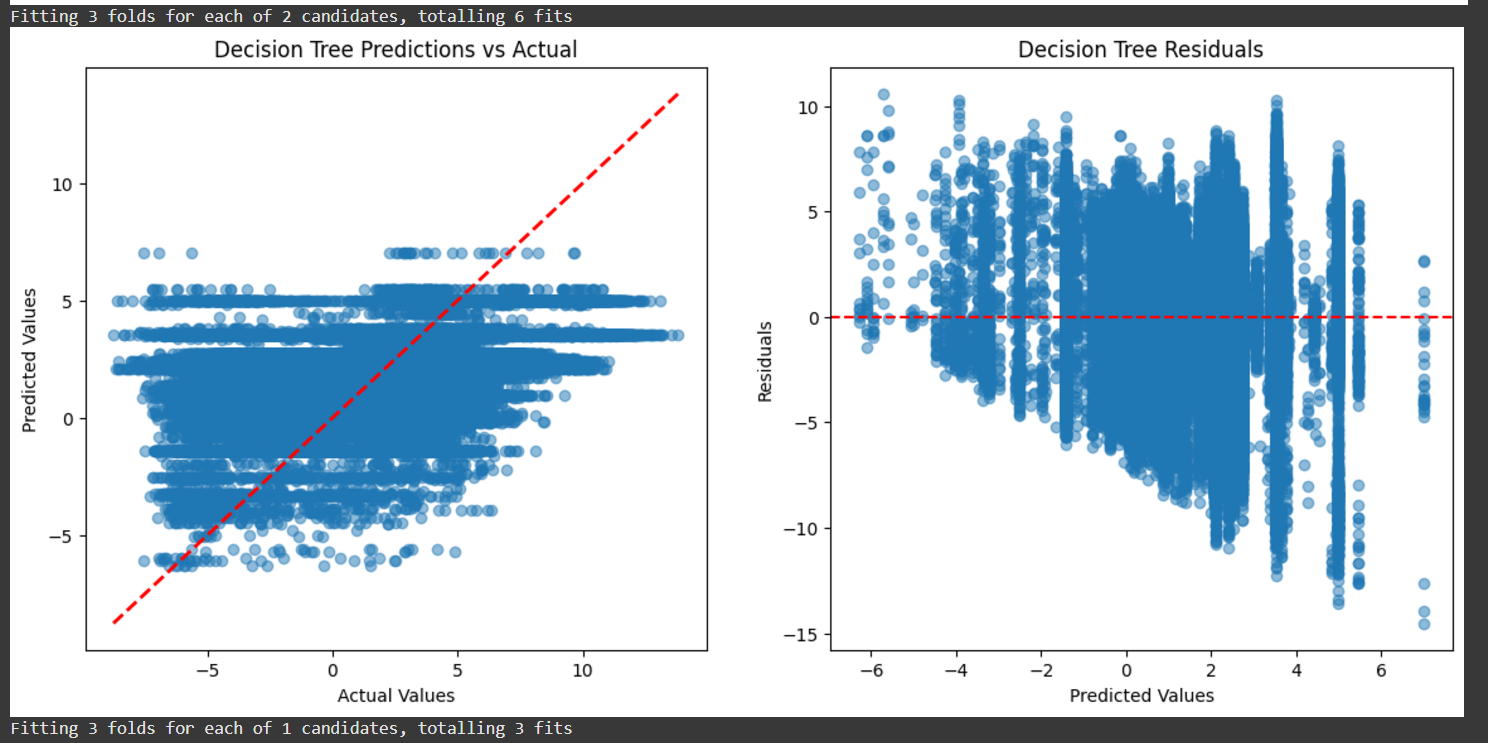 Fitting 3 folds for each of 2 candidates, totalling 6 fits
Decision Tree Predictions vs Actual
10
5
0
−5
Predicted Values
−5 0 5 10
Actual Values
Decision Tree Residuals
10
5
0
−5
−10
−15
Residuals
−6 −4 −2 0 2 4 6
Predicted Values
Fitting 3 folds for each of 1 candidates, totalling 3 fits